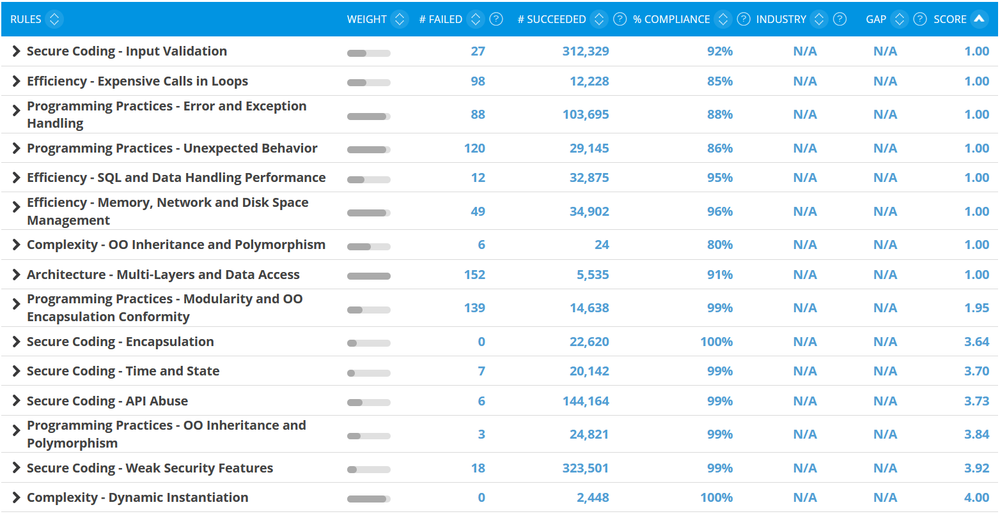 RULES WEIGHT # FAILED ? # SUCCEEDED ? % COMPLIANCE ? INDUSTRY ? GAP ? SCORE
Secure Coding - Input Validation 27 312,329 92% N/A N/A 1.00
Efficiency - Expensive Calls in Loops 98 12,228 85% N/A N/A 1.00
Programming Practices - Error and Exception
Handling 88 103,695 88% N/A N/A 1.00
Programming Practices - Unexpected Behavior 120 29,145 86% N/A N/A 1.00
Efficiency - SQL and Data Handling Performance 12 32,875 95% N/A N/A 1.00
Efficiency - Memory, Network and Disk Space
Management 49 34,902 96% N/A N/A 1.00
Complexity - OO Inheritance and Polymorphism 6 24 80% N/A N/A 1.00
Architecture - Multi-Layers and Data Access 152 5,535 91% N/A N/A 1.00
Programming Practices - Modularity and OO
Encapsulation Conformity 139 14,638 99% N/A N/A 1.95
Secure Coding - Encapsulation 0 22,620 100% N/A N/A 3.64
Secure Coding - Time and State 7 20,142 99% N/A N/A 3.70
Secure Coding - API Abuse 6 144,164 99% N/A N/A 3.73
Programming Practices - OO Inheritance and
Polymorphism 3 24,821 99% N/A N/A 3.84
Secure Coding - Weak Security Features 18 323,501 99% N/A N/A 3.92
Complexity - Dynamic Instantiation 0 2,448 100% N/A N/A 4.00